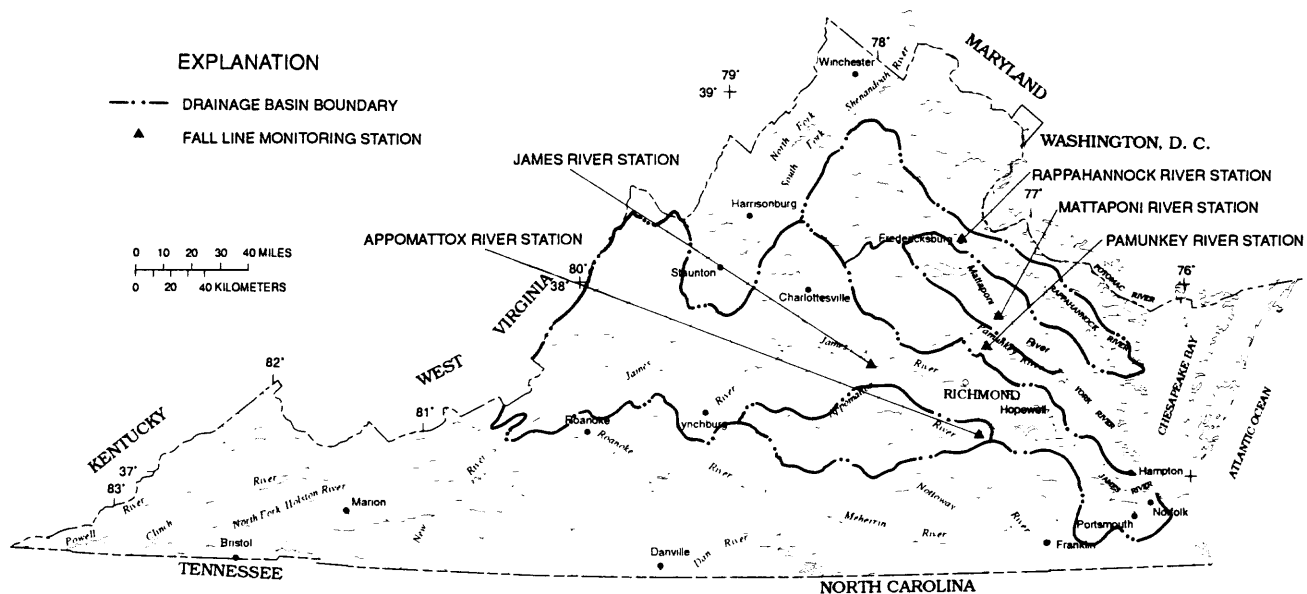 EXPLANATION
DRAINAGE BASIN BOUNDARY
FALL LINE MONITORING STATION
0 20 40 MILES
0 20 40 KILOMETERS
JAMES RIVER STATION
APPOMATTOX RIVER STATION
WASHINGTON, D. C.
RAPPAHANNOCK RIVER STATION
MATTAPONI RIVER STATION
PAMUNKEY RIVER STATION
MARYLAND
WEST VIRGINIA
KENTUCKY
TENNESSEE
NORTH CAROLINA
CHESAPEAKE BAY
ATLANTIC OCEAN
78°
79°
39°
77°
76°
80°
38°
82°
81°
37°
83°
Winchester
North Fork
South Fork
Shenandoah River
Harrisonburg
Staunton
Charlottesville
Fredericksburg
Mattaponi
River
Pamunkey River
RAPPAHANNOCK
RIVER
POTOMAC
RIVER
YORK RIVER
RICHMOND
Hopewell
James
River
James
River
Appomattox
River
Roanoke
Roanoke
River
Lynchburg
Hampton
JAMES RIVER
Norfolk
Portsmouth
Franklin
Nottoway
River
Meherrin
River
Danville
Dan River
New
River
Marion
North Fork Holston River
Clinch
River
Powell
River
Bristol